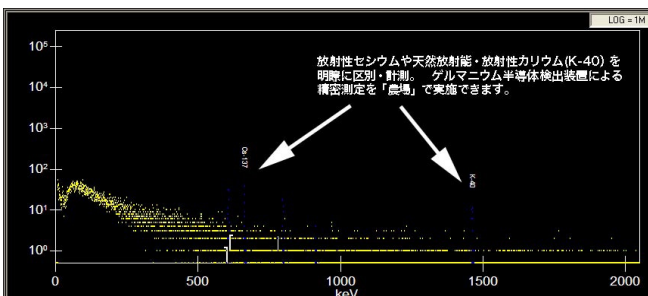 LOG = 1M
10⁵
放射性セシウムや天然放射能・放射性カリウム(K-40) を
明瞭に区別・計測。 ゲルマニウム半導体検出装置による
精密測定を「農場」で実施できます。
10⁴
10³
10²
Cs-137
K-40
10¹
10⁰
0
500
1000
1500
2000
keV